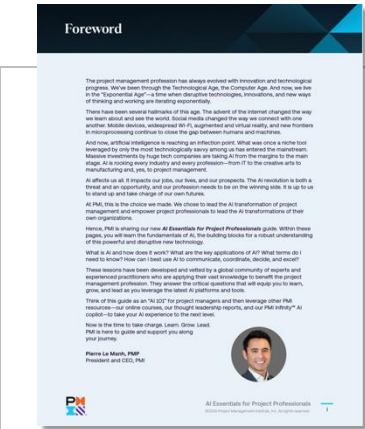 Foreword
The project management profession has always evolved with innovation and technological
progress. We've been through the Technological Age, the Computer Age. And now, we live
in the "Exponential Age"—a time when disruptive technologies, innovations, and new ways
of thinking and working are iterating exponentially.
There have been several hallmarks of this age. The advent of the internet changed the way
we learn about and see the world. Social media changed the way we connect with one
another. Mobile devices, widespread Wi-Fi, augmented and virtual reality, and new frontiers
in microprocessing continue to close the gap between humans and machines.
And now, artificial intelligence is reaching an inflection point. What was once a niche tool
leveraged by only the most technologically savvy among us has entered the mainstream.
Massive investments by huge tech companies are taking AI from the margins to the main
stage. AI is moving every industry and every profession—from IT to the creative arts to
manufacturing and, yes, to project management.
AI affects us all. It impacts our jobs, our lives, and our prospects. The AI revolution is both a
threat and an opportunity, and our profession needs to be on the winning side. It is up to us
to stand up and take charge of our own futures.
At PMI, this is the choice we made. We chose to lead the AI transformation of project
management and empower project professionals to lead the AI transformations of their
own organizations.
Hence, PMI is sharing our new AI Essentials for Project Professionals guide. Within these
pages, you will learn the fundamentals of AI, the building blocks for a robust understanding
of this powerful and disruptive new technology.
What is AI and how does it work? What are the key applications of AI? What terms do I
need to know? How can I best use AI to communicate, coordinate, decide, and excel?
These lessons have been developed and vetted by a global community of experts and
experienced practitioners who are applying their vast knowledge to benefit the project
management profession. They answer the critical questions that will equip you to learn,
grow, and lead as you leverage the latest AI platforms and tools.
Think of this guide as an "AI 101" for project managers and then leverage other PMI
resources—our online courses, our thought leadership reports, and our PMI Infinity™ AI
copilot—to take your AI experience to the next level.
Now is the time to take charge. Learn. Grow. Lead.
PMI is here to guide and support you along
your journey.
Pierre Le Manh, PMP
President and CEO, PMI
AI Essentials for Project Professionals
©2024 Project Management Institute, Inc. All rights reserved.